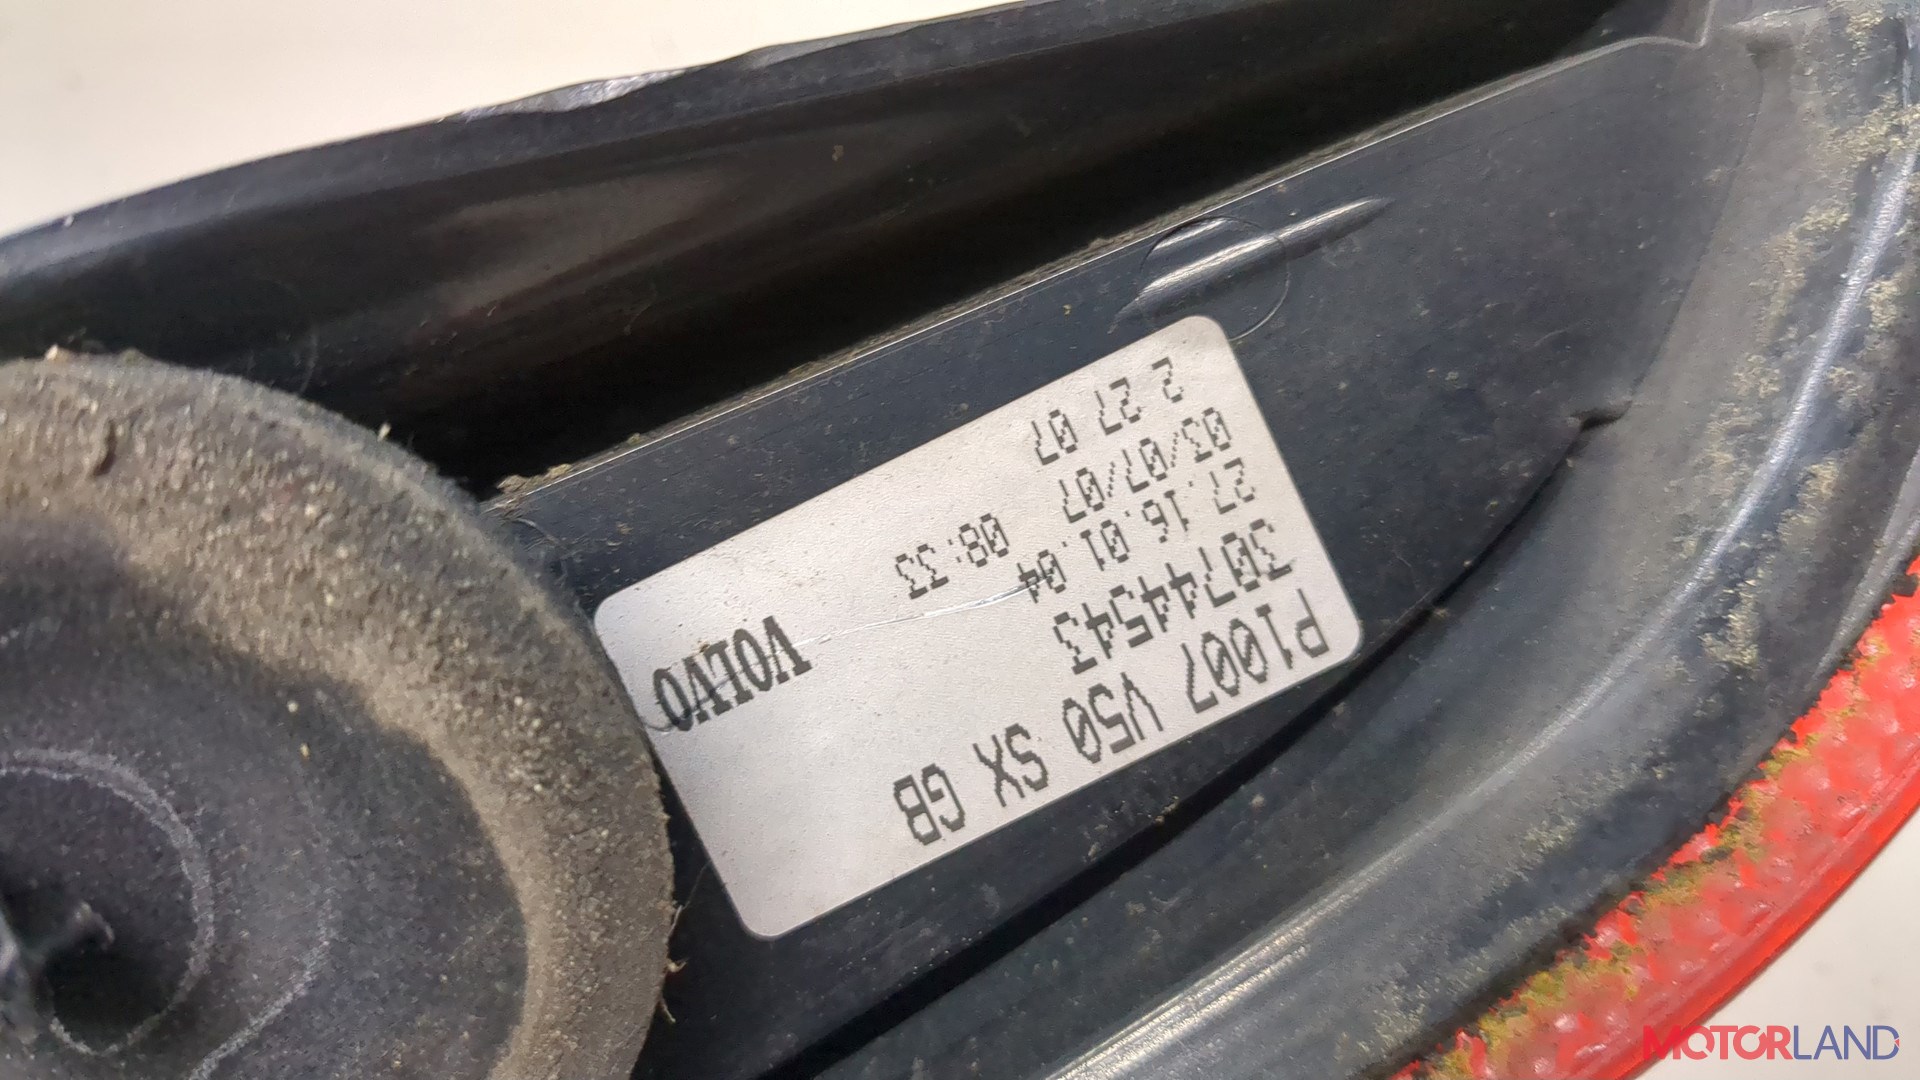 P1007 V50 SX GB
30744543
27.16.01.04
03/07/07 08:33
2 27 07
VOLVO
MOTORLAND